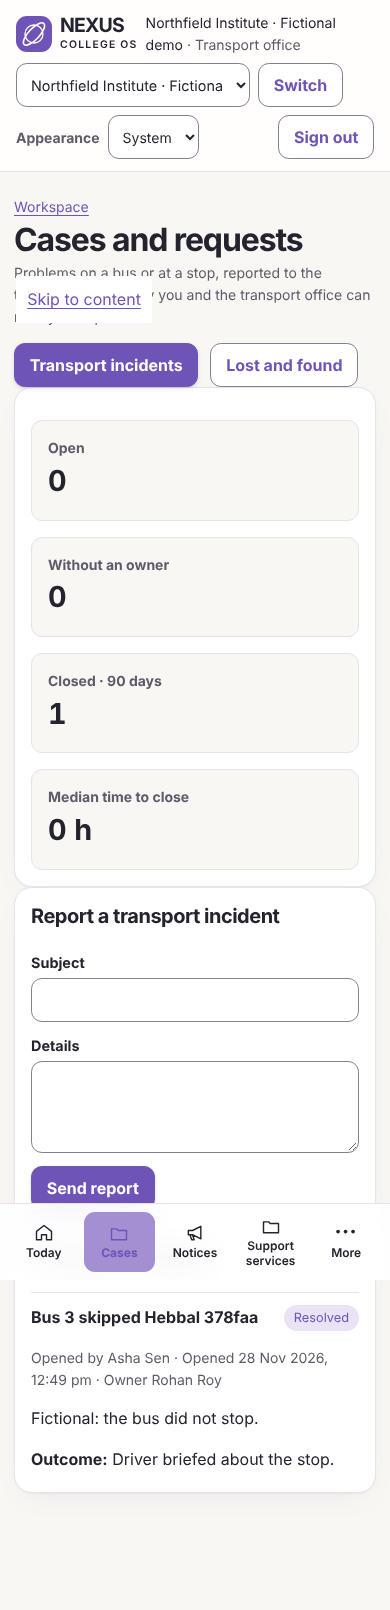 NEXUS
COLLEGE OS
Northfield Institute · Fictional
demo · Transport office
Northfield Institute · Fictiona
Switch
Appearance
System
Sign out
Workspace
Cases and requests
Problems on a bus or at a stop, reported to the
you and the transport office can
Skip to content
Transport incidents
Lost and found
Open
0
Without an owner
0
Closed · 90 days
1
Median time to close
0 h
Report a transport incident
Subject
Details
Send report
Today
Cases
Notices
Support
services
More
Bus 3 skipped Hebbal 378faa
Resolved
Opened by Asha Sen · Opened 28 Nov 2026,
12:49 pm · Owner Rohan Roy
Fictional: the bus did not stop.
Outcome: Driver briefed about the stop.